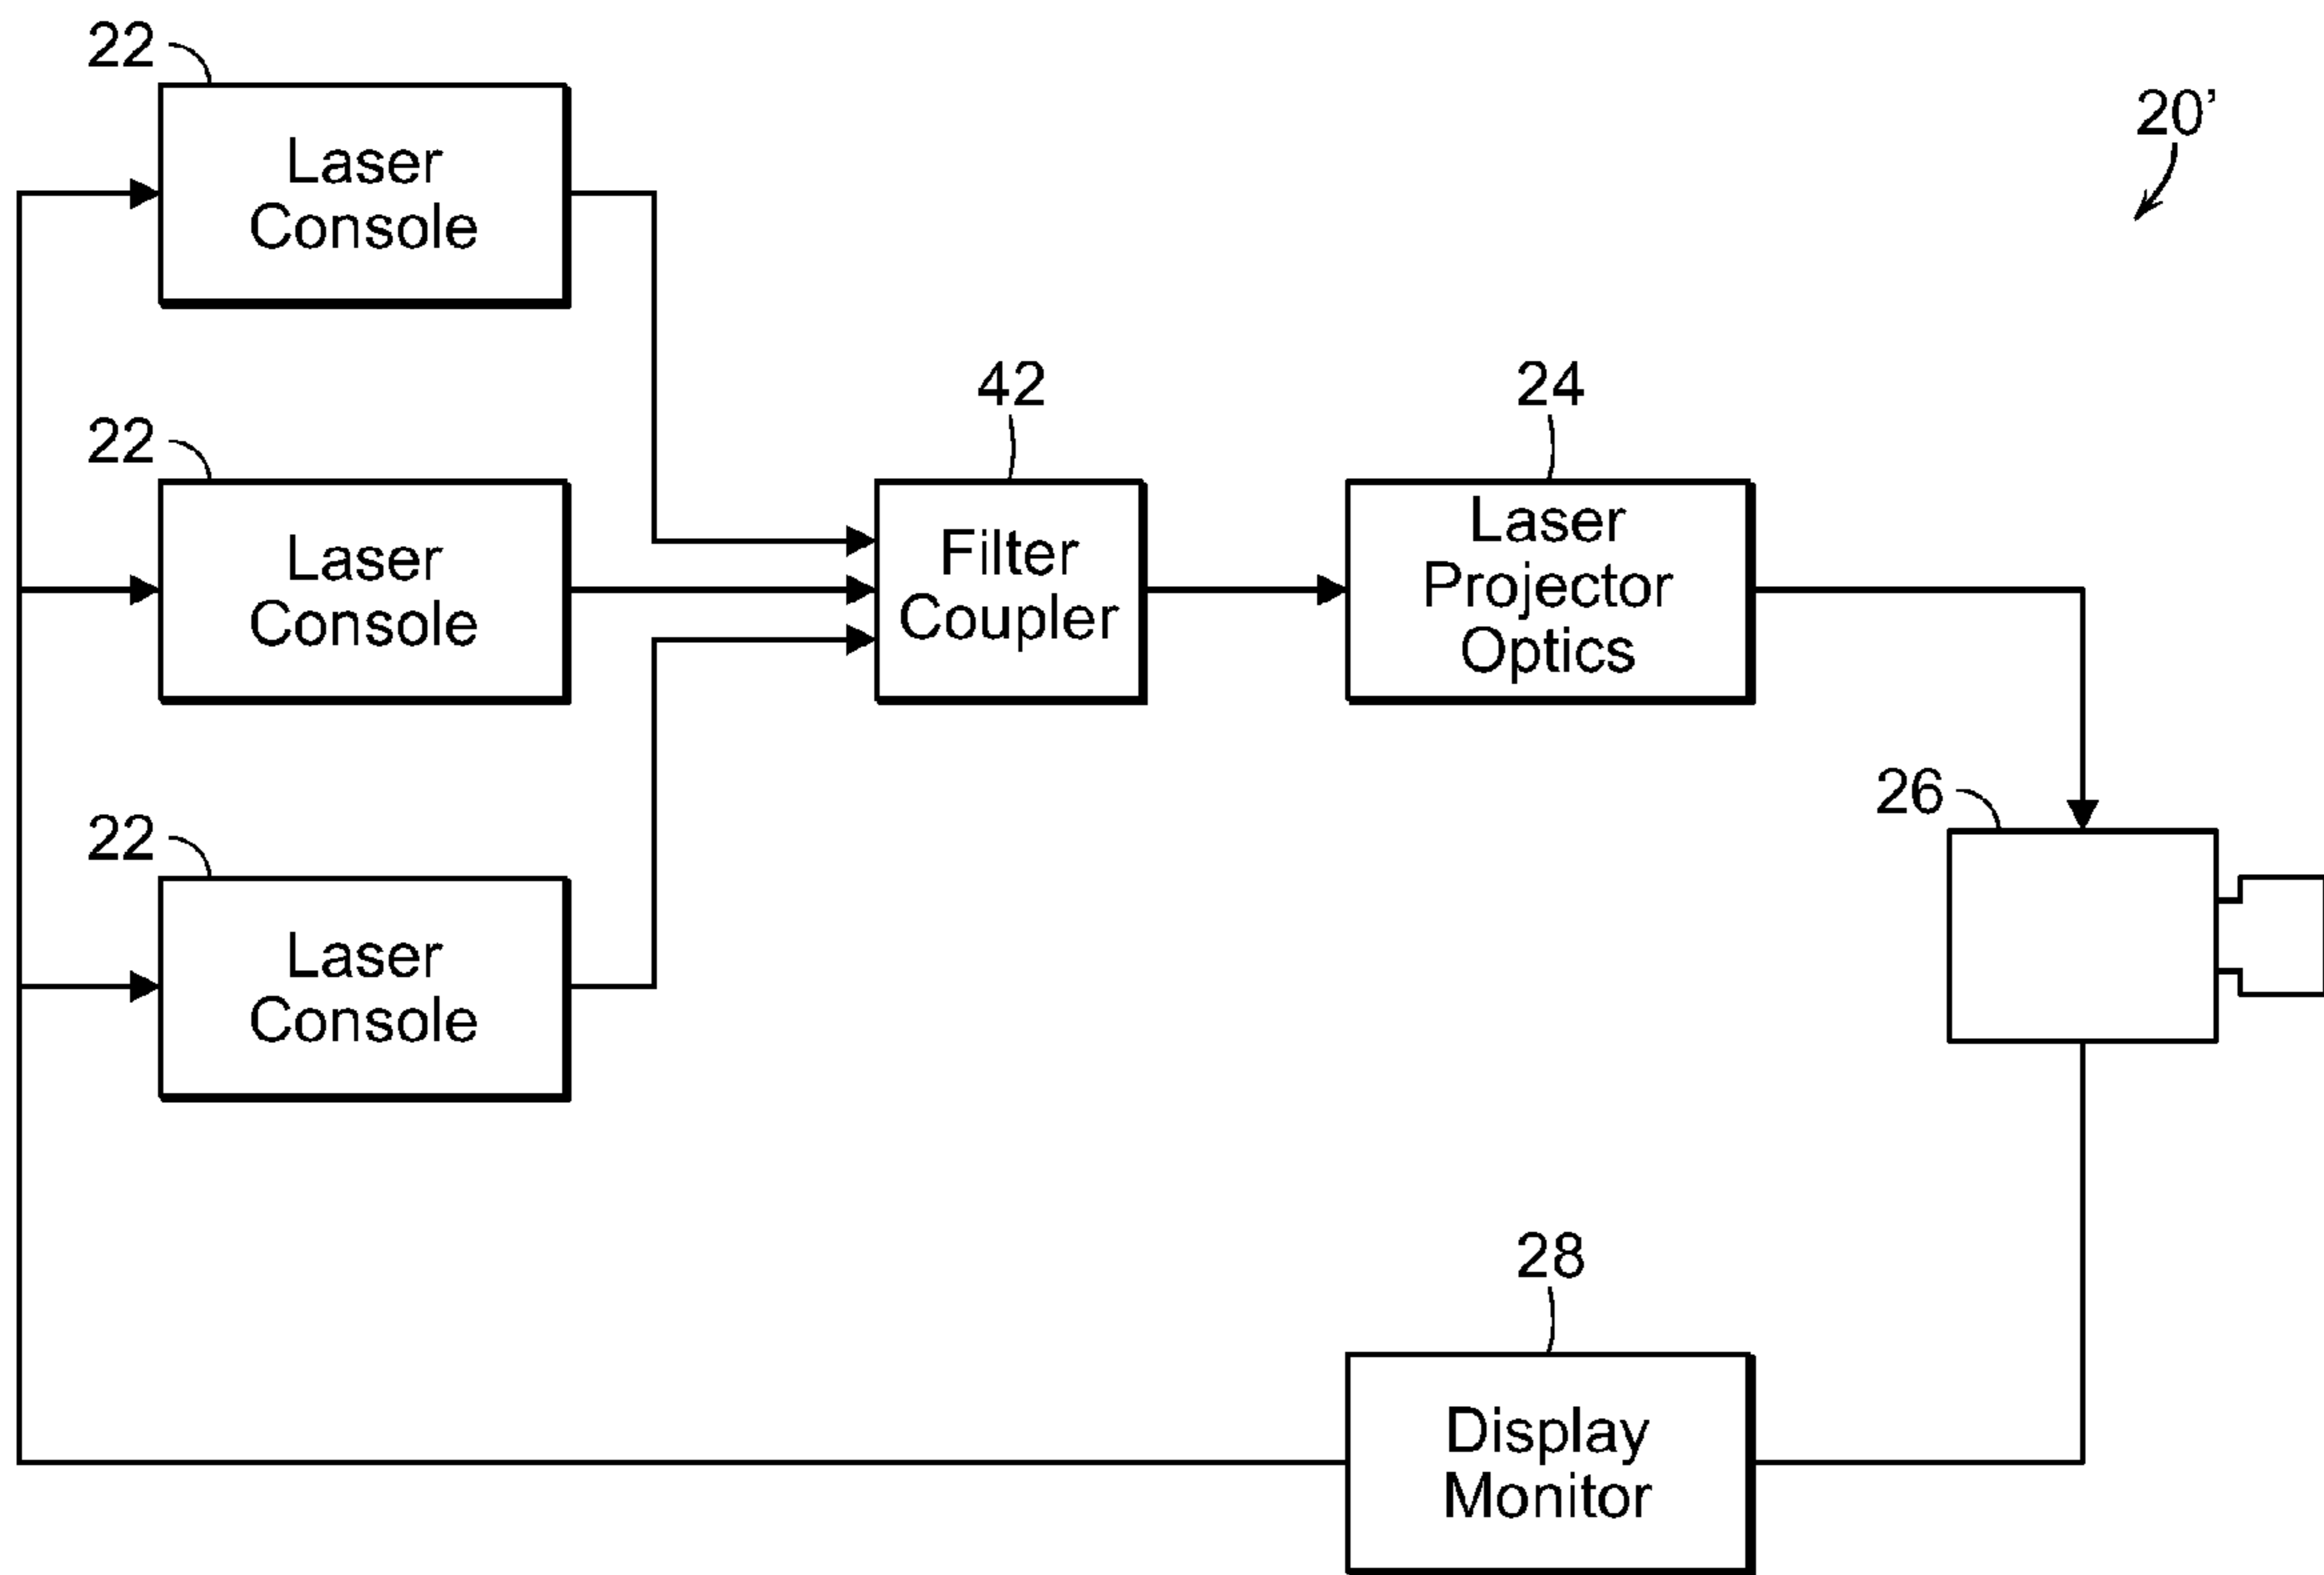 22
Laser
Console
20’
22
Laser
Console
42
Filter
Coupler
24
Laser
Projector
Optics
22
Laser
Console
26
28
Display
Monitor